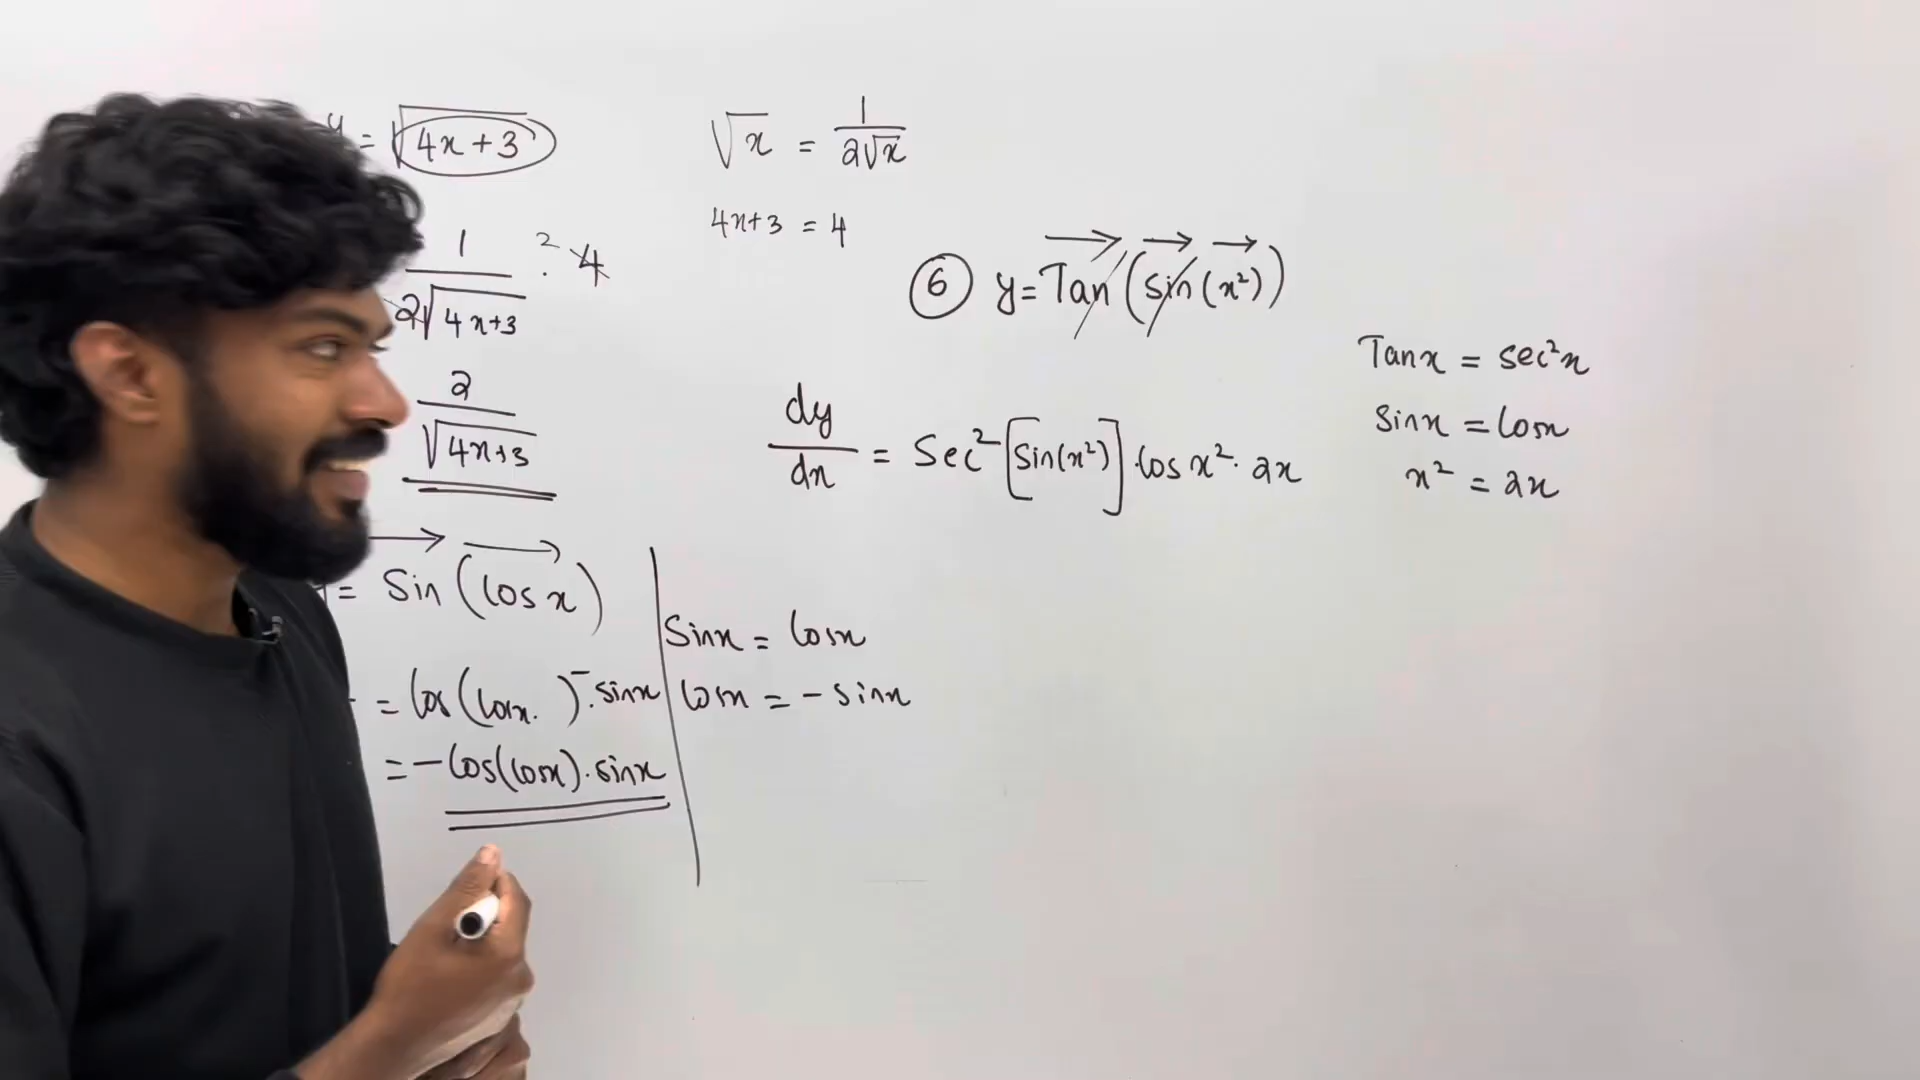 y = √4x+3
√x = 1/2√x
1/2√4x+3 . 4 2
4x+3 = 4
2/√4x+3
⑥ y = Tan (sin (x²))
dy/dx = Sec² [Sin(x²)] . Cos x² . 2x
Tanx = sec²x
Sinx = Cosx
x² = 2x
= Sin (Cos x)
= Cos (Cosx. ) . - sinx
= - Cos(Cosx) . sinx
Sinx = Cosx
Cosx = - sinx